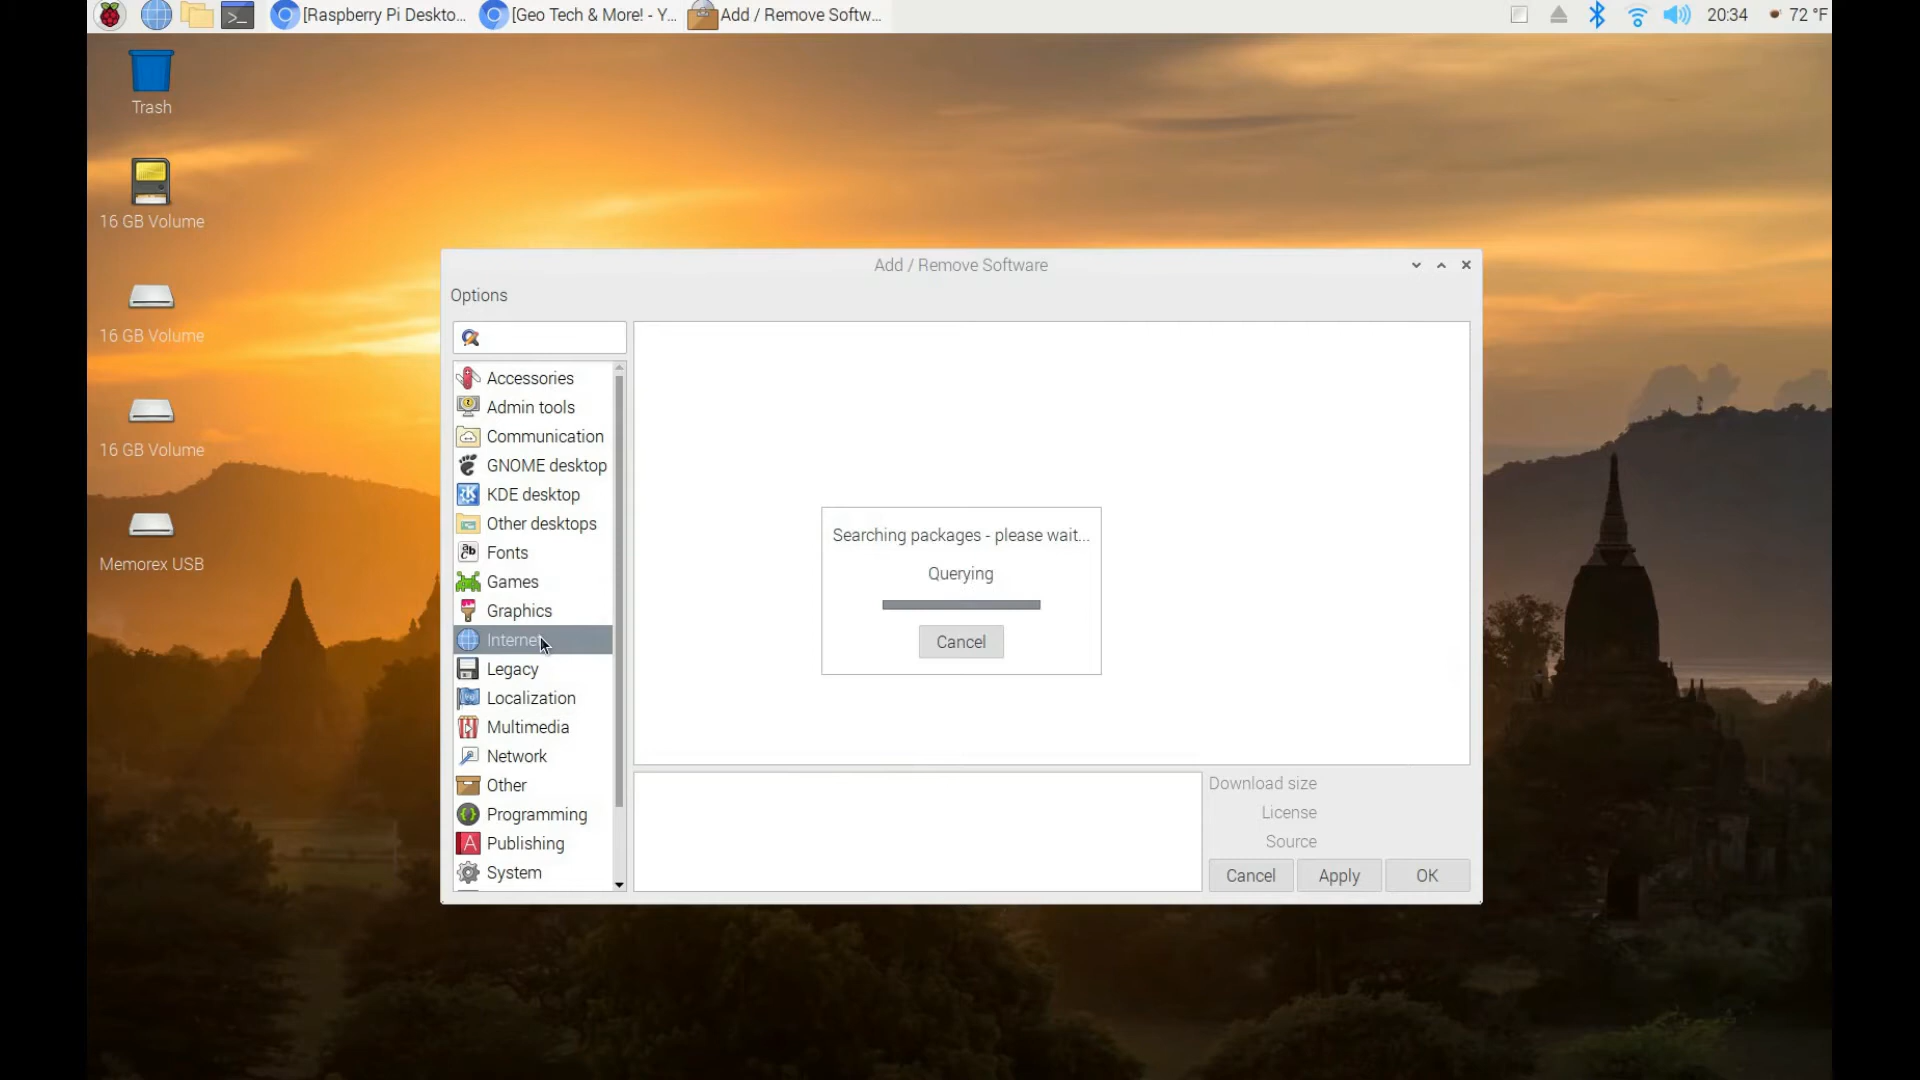 [Raspberry Pi Deskto...
[Geo Tech & More! - Y...
Add / Remove Softw...
20:34
72 °F
Trash
16 GB Volume
16 GB Volume
16 GB Volume
Memorex USB
Add / Remove Software
Options
Accessories
Admin tools
Communication
GNOME desktop
KDE desktop
Other desktops
Fonts
Games
Graphics
Internet
Legacy
Localization
Multimedia
Network
Other
Programming
Publishing
System
Searching packages - please wait...
Querying
Cancel
Download size
License
Source
Cancel
Apply
OK